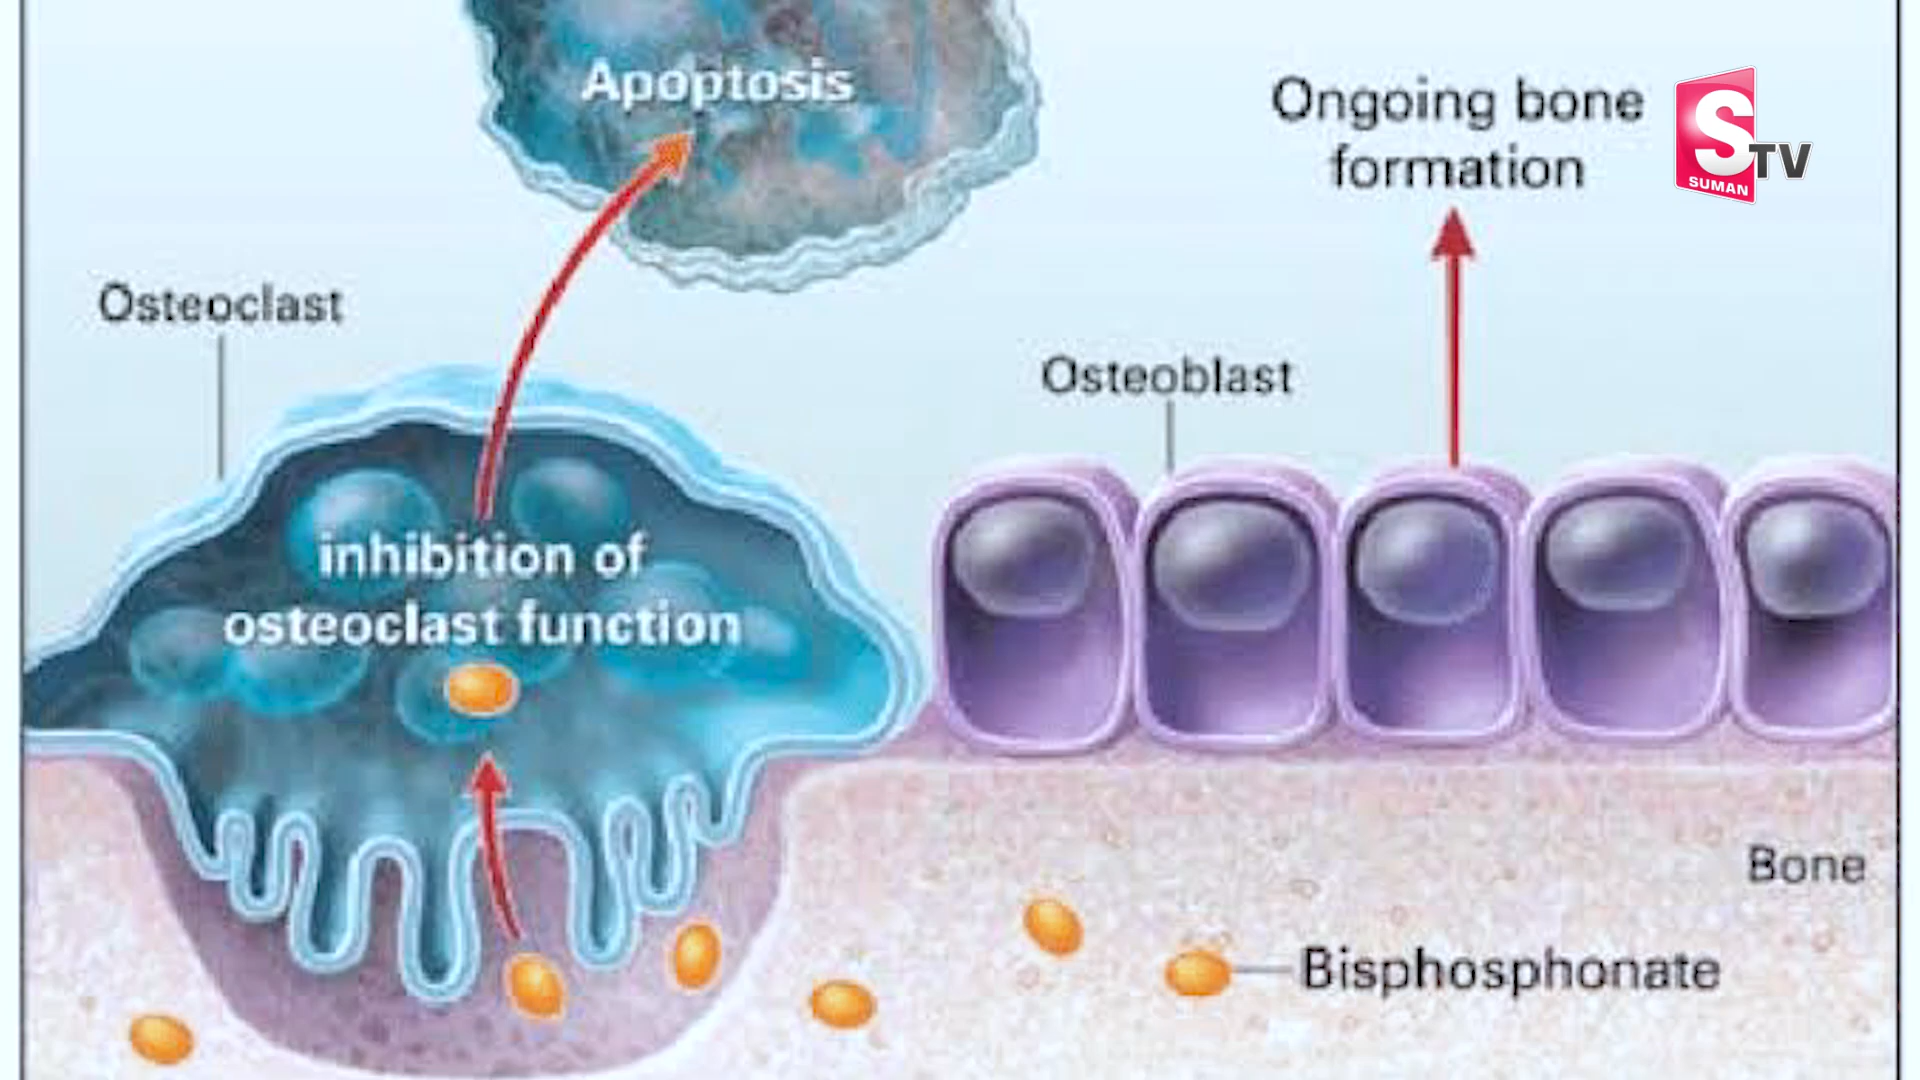 Apoptosis
Ongoing bone
formation
S
TV
SUMAN
Osteoclast
Osteoblast
inhibition of
osteoclast function
Bone
Bisphosphonate